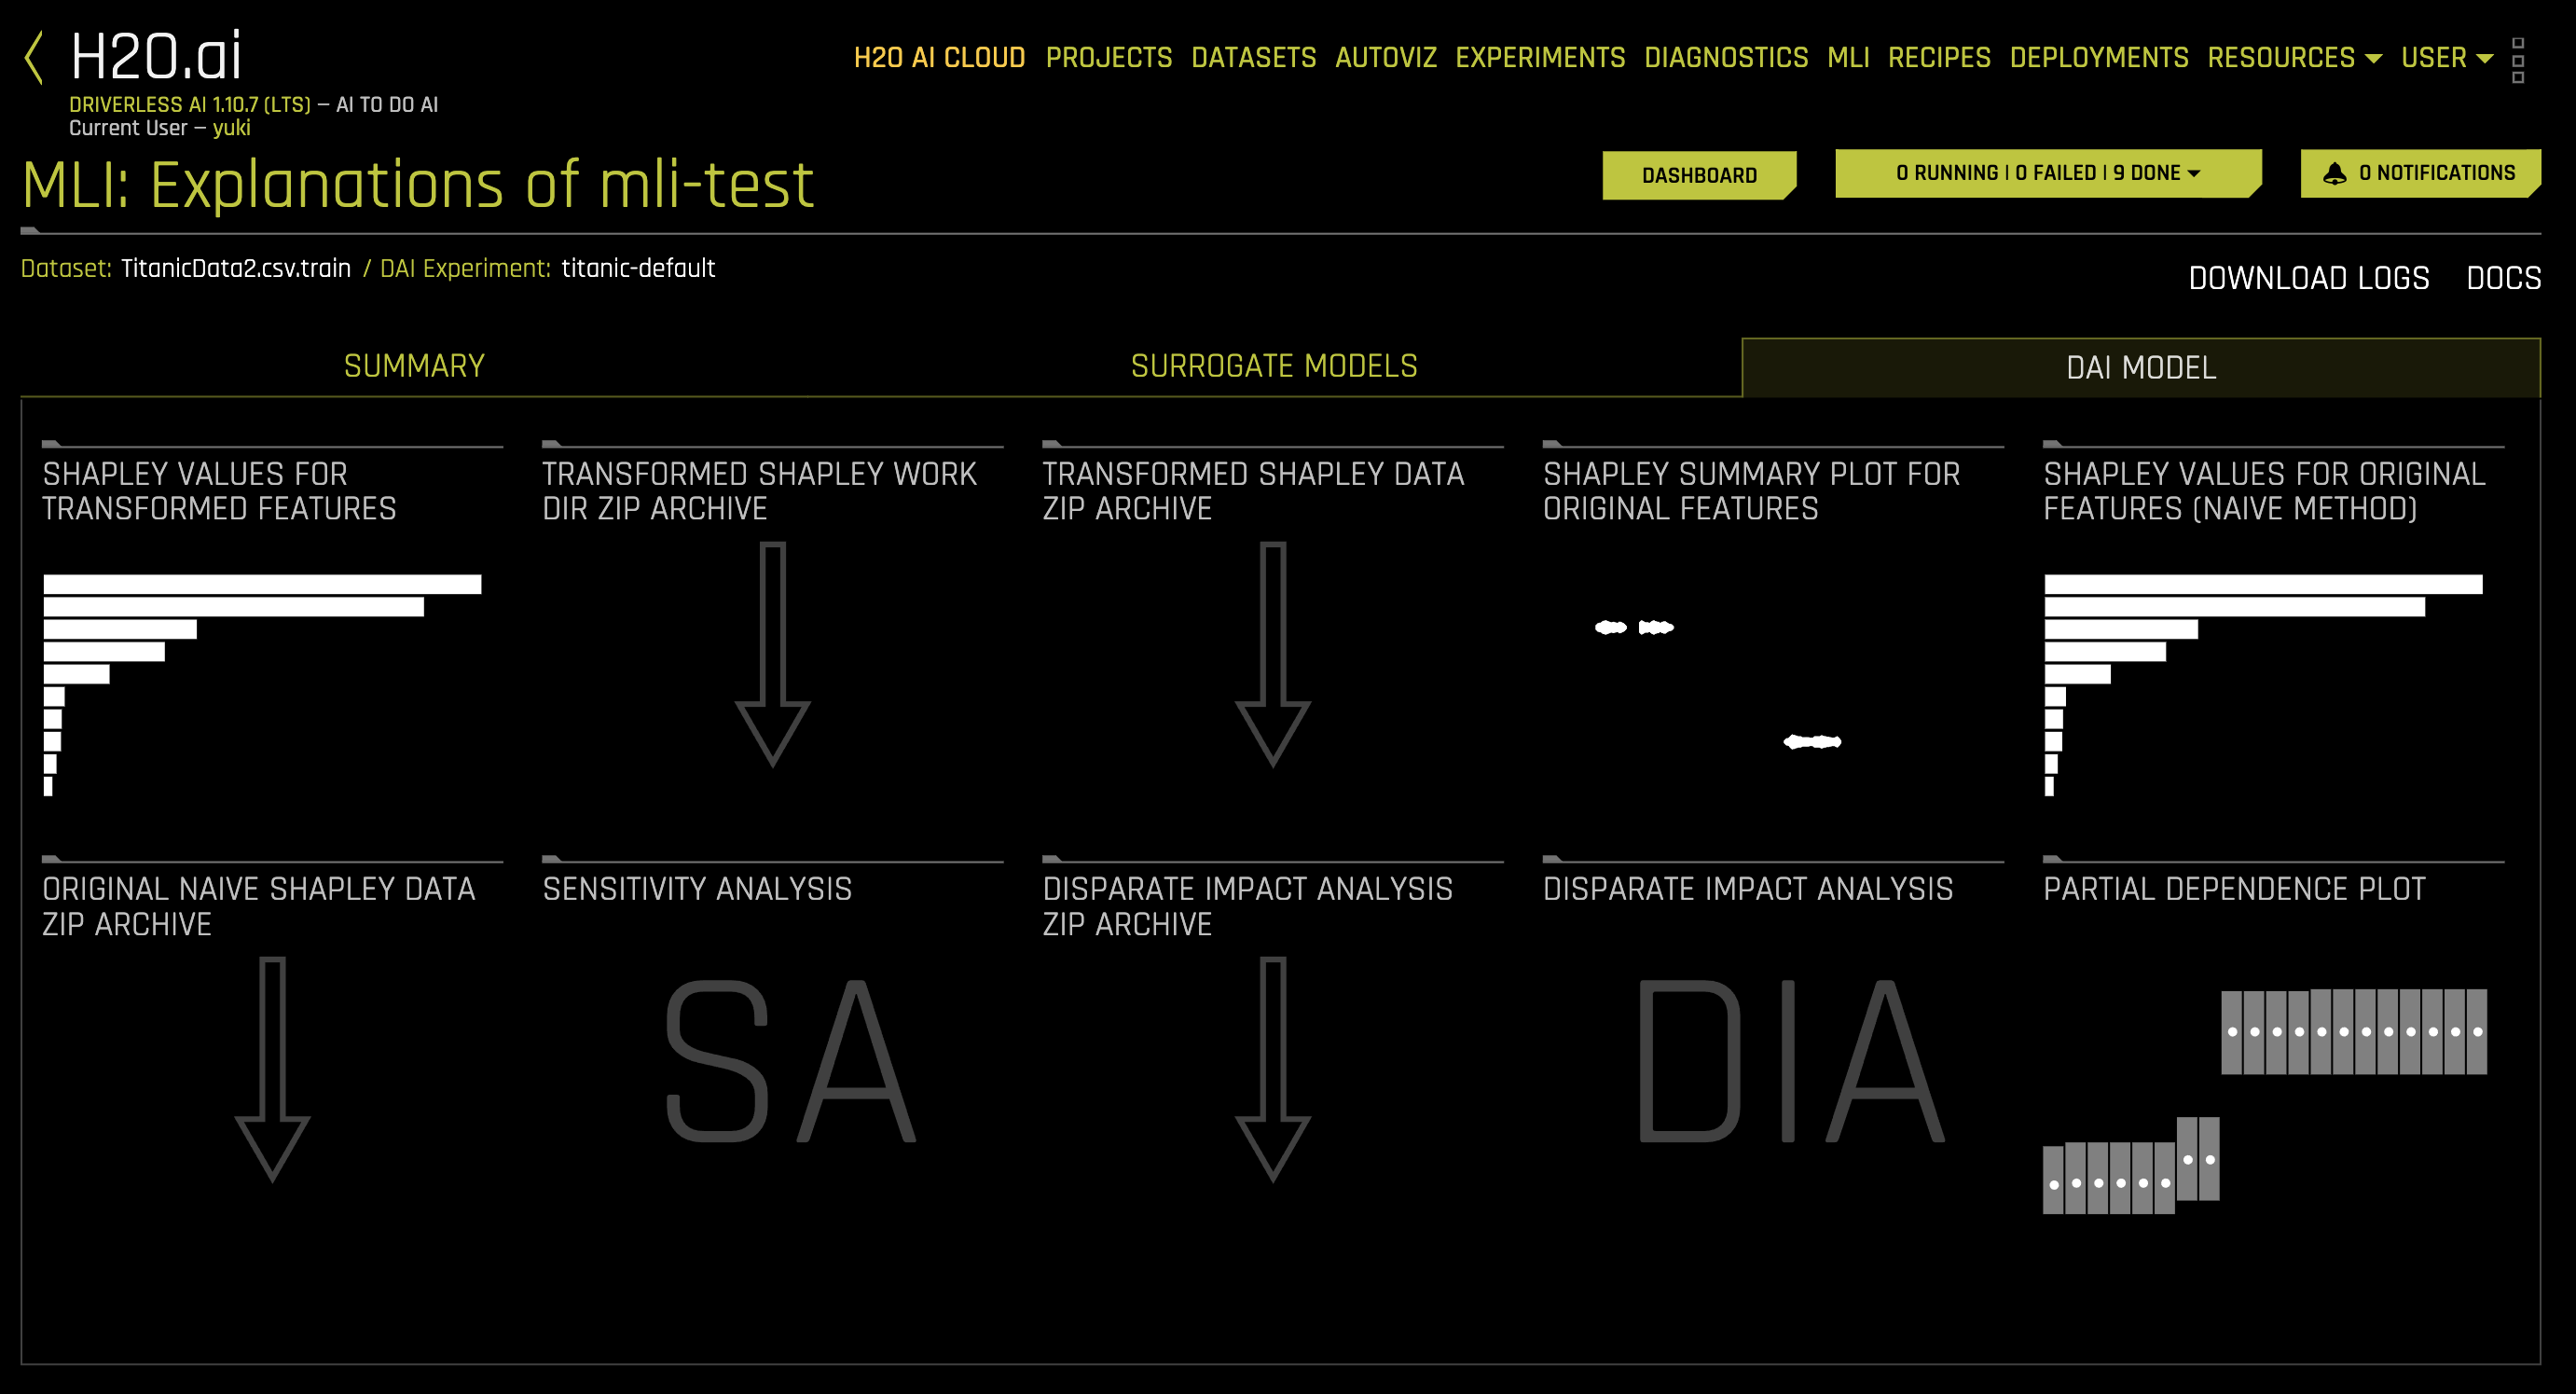 H2O.ai
H2O AI CLOUD PROJECTS DATASETS AUTOVIZ EXPERIMENTS DIAGNOSTICS MLI RECIPES DEPLOYMENTS RESOURCES USER
DRIVERLESS AI 1.10.7 (LTS) – AI TO DO AI
Current User – yuki
MLI: Explanations of mli-test
DASHBOARD
0 RUNNING | 0 FAILED | 9 DONE
0 NOTIFICATIONS
Dataset: TitanicData2.csv.train / DAI Experiment: titanic-default
DOWNLOAD LOGS DOCS
SUMMARY
SURROGATE MODELS
DAI MODEL
SHAPLEY VALUES FOR
TRANSFORMED FEATURES
TRANSFORMED SHAPLEY WORK
DIR ZIP ARCHIVE
TRANSFORMED SHAPLEY DATA
ZIP ARCHIVE
SHAPLEY SUMMARY PLOT FOR
ORIGINAL FEATURES
SHAPLEY VALUES FOR ORIGINAL
FEATURES (NAIVE METHOD)
ORIGINAL NAIVE SHAPLEY DATA
ZIP ARCHIVE
SENSITIVITY ANALYSIS
SA
DISPARATE IMPACT ANALYSIS
ZIP ARCHIVE
DISPARATE IMPACT ANALYSIS
DIA
PARTIAL DEPENDENCE PLOT